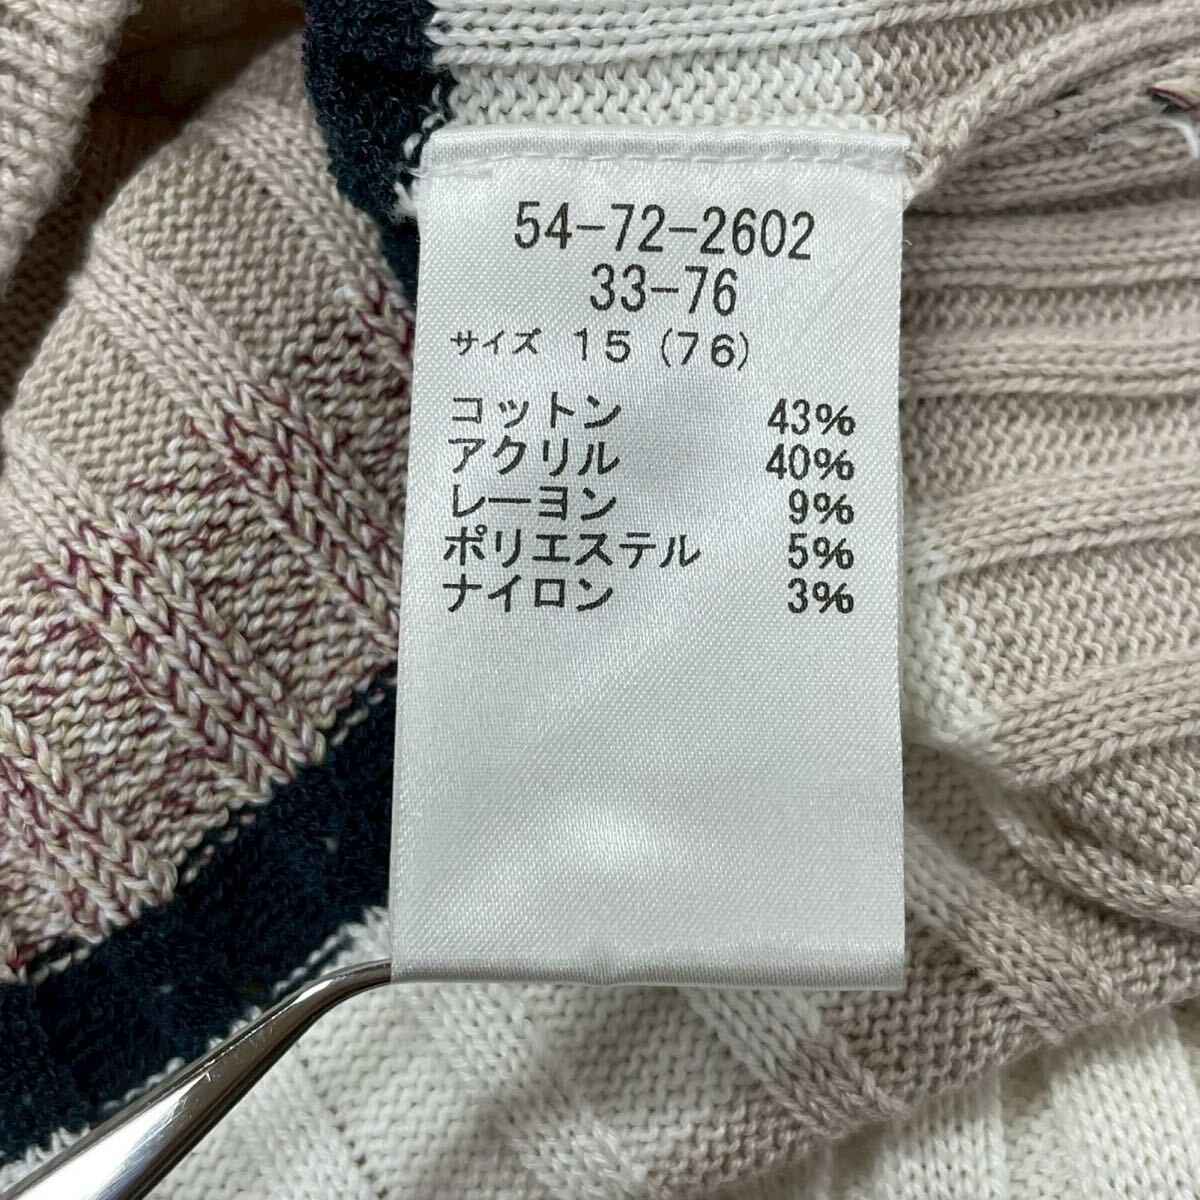 54-72-2602
33-76
サイズ 15(76)
コットン 43%
アクリル 40%
レーヨン 9%
ポリエステル 5%
ナイロン 3%